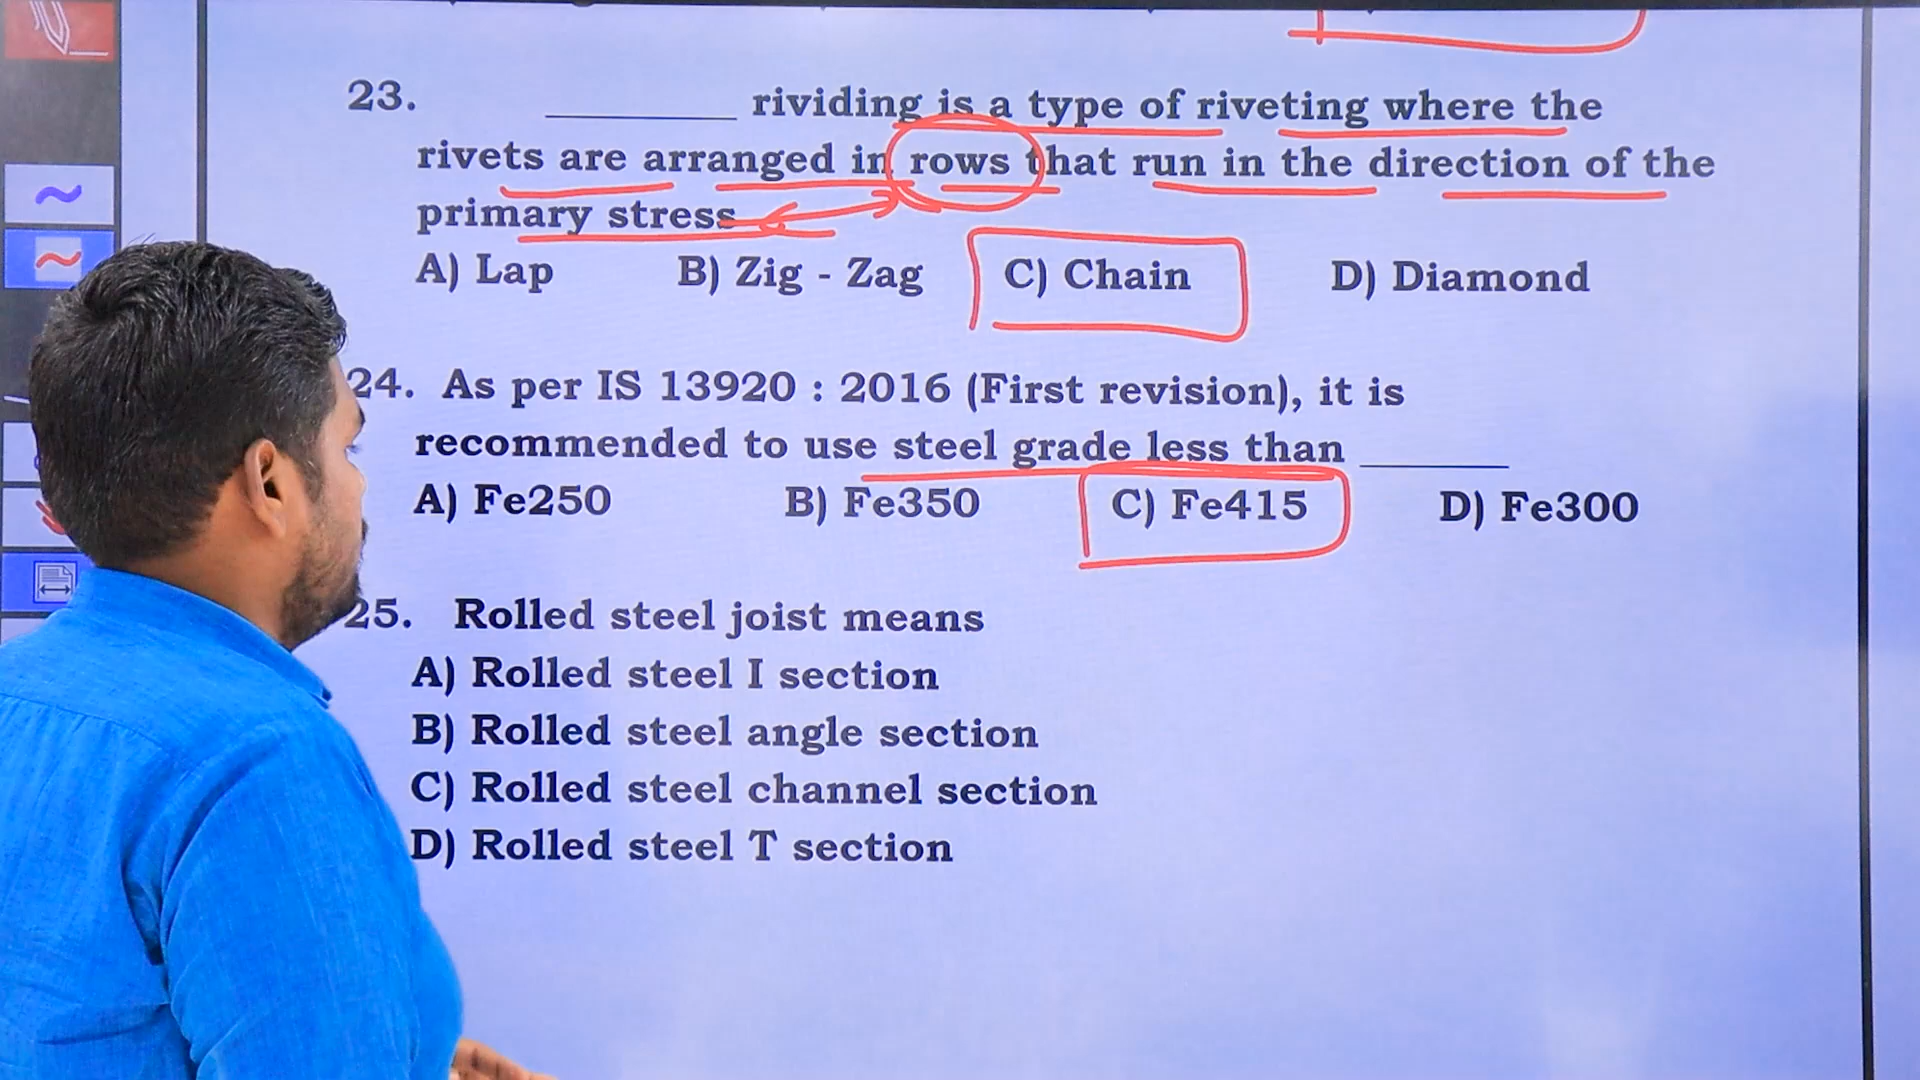 23. ________ rividing is a type of riveting where the
rivets are arranged in rows that run in the direction of the
primary stress
A) Lap B) Zig - Zag C) Chain D) Diamond
24. As per IS 13920 : 2016 (First revision), it is
recommended to use steel grade less than ______
A) Fe250 B) Fe350 C) Fe415 D) Fe300
25. Rolled steel joist means
A) Rolled steel I section
B) Rolled steel angle section
C) Rolled steel channel section
D) Rolled steel T section